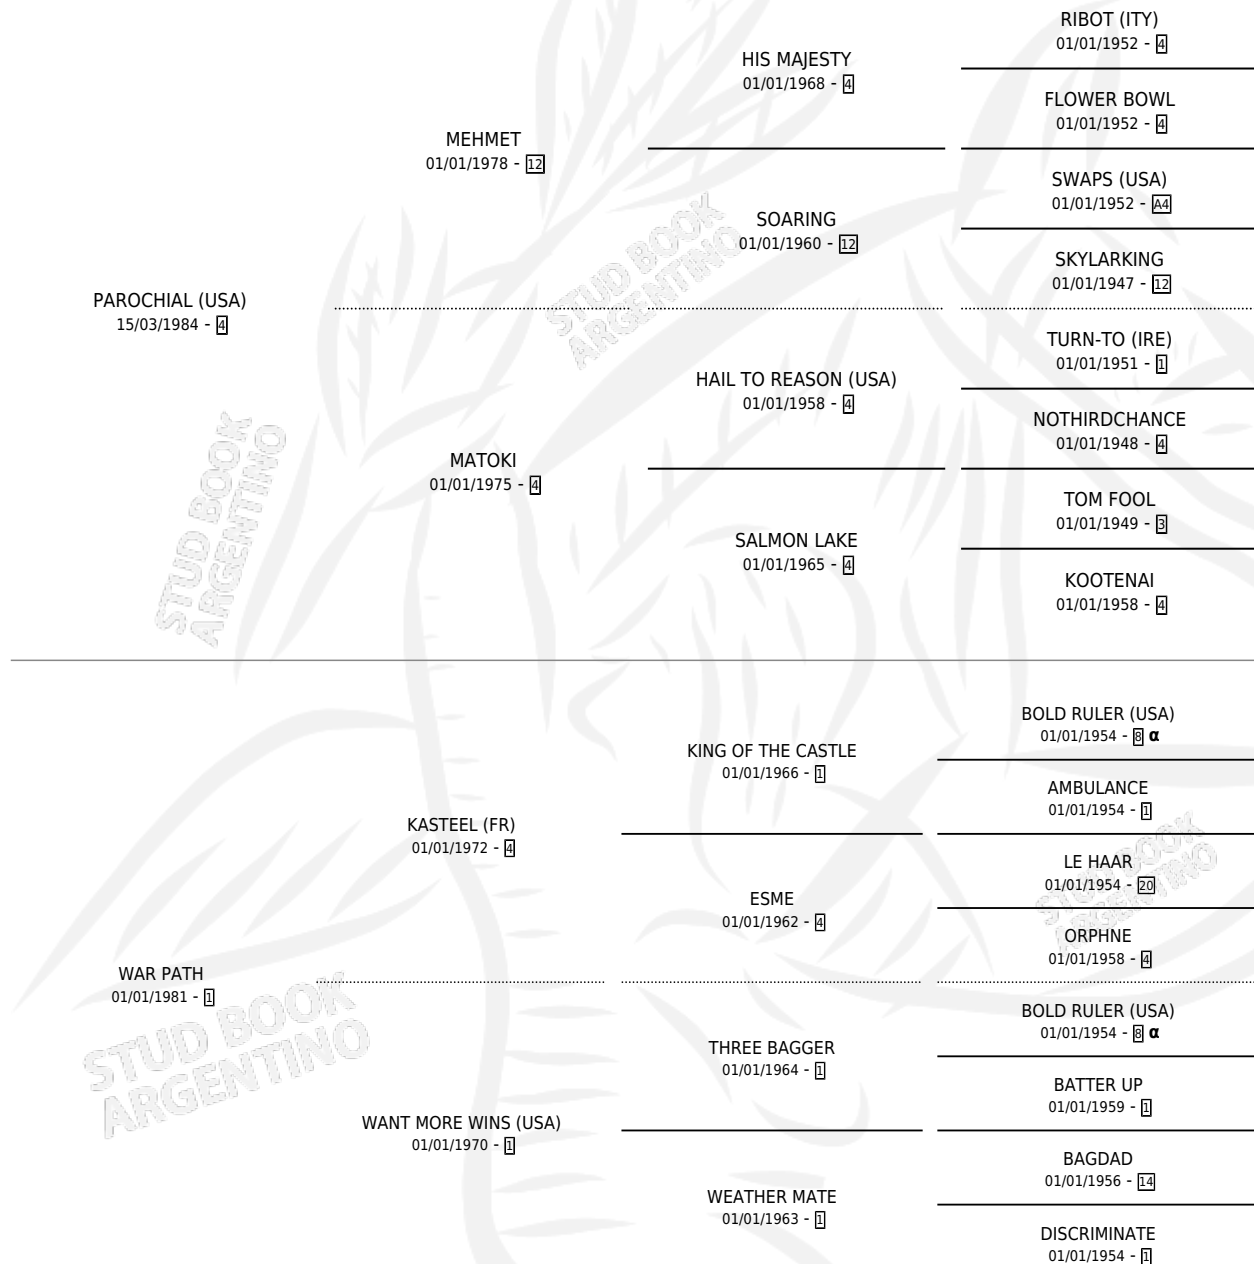 RIBOT (ITY)
01/01/1952 - 4
HIS MAJESTY
01/01/1968 - 4
FLOWER BOWL
01/01/1952 - 4
MEHMET
01/01/1978 - 12
SWAPS (USA)
01/01/1952 - A4
SOARING
01/01/1960 - 12
SKYLARKING
01/01/1947 - 12
PAROCHIAL (USA)
15/03/1984 - 4
TURN-TO (IRE)
01/01/1951 - 1
HAIL TO REASON (USA)
01/01/1958 - 4
NOTHIRDCHANCE
01/01/1948 - 4
MATOKI
01/01/1975 - 4
TOM FOOL
01/01/1949 - 3
SALMON LAKE
01/01/1965 - 4
KOOTENAI
01/01/1958 - 4
BOLD RULER (USA)
01/01/1954 - 8 α
KING OF THE CASTLE
01/01/1966 - 1
AMBULANCE
01/01/1954 - 1
KASTEEL (FR)
01/01/1972 - 4
LE HAAR
01/01/1954 - 20
ESME
01/01/1962 - 4
ORPHNE
01/01/1958 - 4
WAR PATH
01/01/1981 - 1
BOLD RULER (USA)
01/01/1954 - 8 α
THREE BAGGER
01/01/1964 - 1
BATTER UP
01/01/1959 - 1
WANT MORE WINS (USA)
01/01/1970 - 1
BAGDAD
01/01/1956 - 14
WEATHER MATE
01/01/1963 - 1
DISCRIMINATE
01/01/1954 - 1
STUD BOOK
ARGENTINO
STUD BOOK
ARGENTINO
STUD BOOK
ARGENTINO
STUD BOOK
ARGENTINO